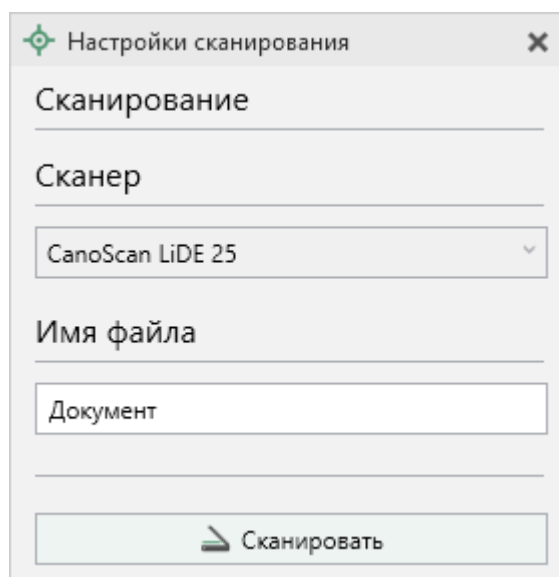 Настройки сканирования
Сканирование
Сканер
CanoScan LiDE 25
Имя файла
Документ
Сканировать